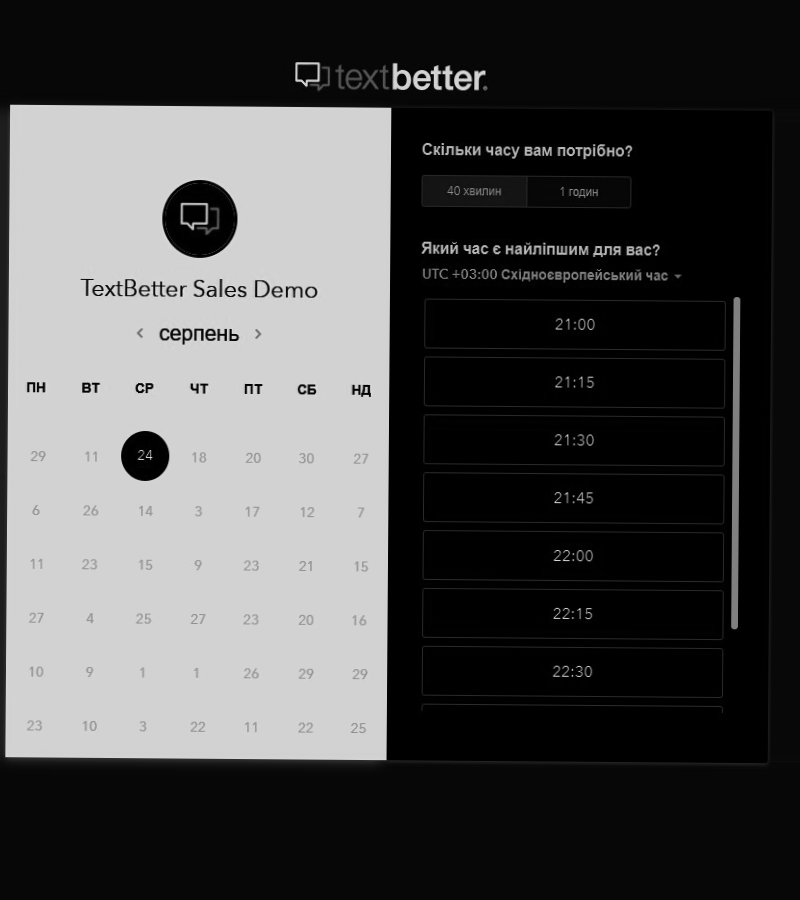 textbetter.
TextBetter Sales Demo
серпень
ПН ВТ СР ЧТ ПТ СБ НД
29 11 24 18 20 30 27
6 26 14 3 17 12 7
11 23 15 9 23 21 15
27 4 25 27 23 20 16
10 9 1 1 26 29 29
23 10 3 22 11 22 25
Скільки часу вам потрібно?
40 хвилин 1 годин
Який час є найліпшим для вас?
UTC +03:00 Східноєвропейський час
21:00
21:15
21:30
21:45
22:00
22:15
22:30